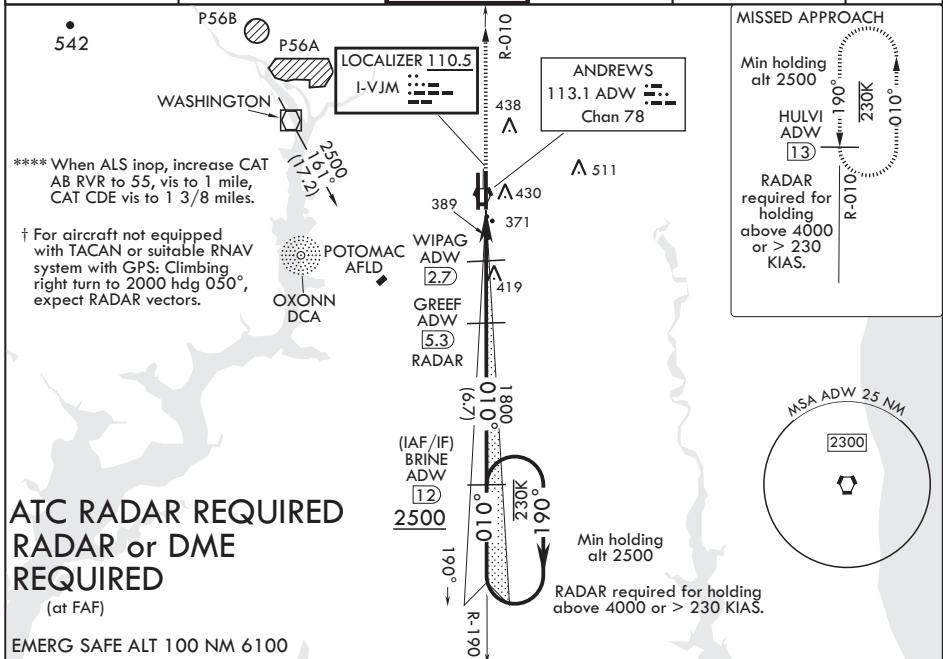 542
P56B
P56A
WASHINGTON
2500
161°
(17.2)
LOCALIZER 110.5
I-VJM
R-010
ANDREWS
113.1 ADW
Chan 78
438
511
430
389
371
**** When ALS inop, increase CAT
AB RVR to 55, vis to 1 mile,
CAT CDE vis to 1 3/8 miles.
† For aircraft not equipped
with TACAN or suitable RNAV
system with GPS: Climbing
right turn to 2000 hdg 050°,
expect RADAR vectors.
POTOMAC
AFLD
OXONN
DCA
WIPAG
ADW
2.7
419
GREEF
ADW
5.3
RADAR
1800
010°
(6.7)
(IAF/IF)
BRINE
ADW
12
2500
010°
230K
190°
190°
R-190
Min holding
alt 2500
RADAR required for holding
above 4000 or > 230 KIAS.
MISSED APPROACH
Min holding
alt 2500
190°
230K
010°
HULVI
ADW
13
R-010
RADAR
required for
holding
above 4000
or > 230
KIAS.
MSA ADW 25 NM
2300
ATC RADAR REQUIRED
RADAR or DME
REQUIRED
(at FAF)
EMERG SAFE ALT 100 NM 6100